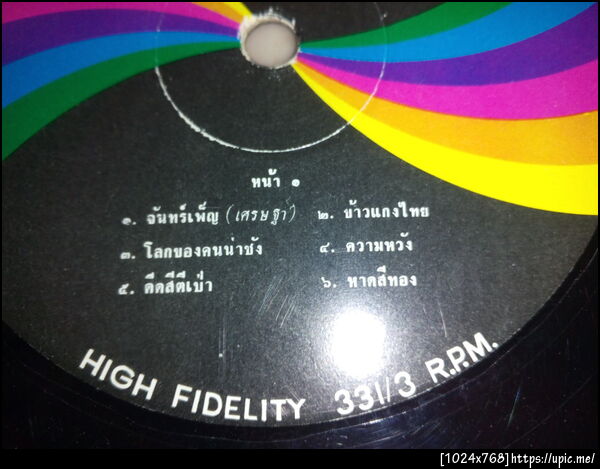 หน้า ๑
๑. จันทร์เพ็ญ (เศรษฐา) ๒. ข้าวแกงไทย
๓. โลกของคนน่าชัง ๔. ความหวัง
๕. ดีดสีตีเป่า ๖. หาดสีทอง
HIGH FIDELITY 331/3 R.P.M.
[1024x768]https://upic.me/